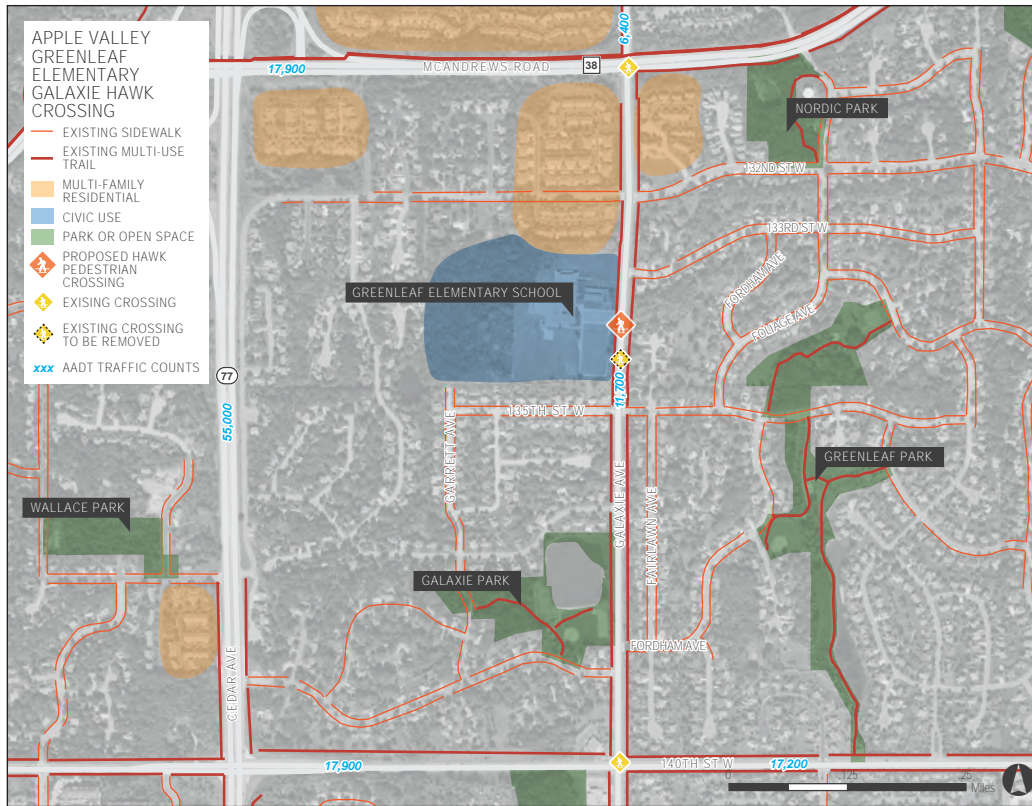 APPLE VALLEY
GREENLEAF
ELEMENTARY
GALAXIE HAWK
CROSSING
EXISTING SIDEWALK
EXISTING MULTI-USE
TRAIL
MULTI-FAMILY
RESIDENTIAL
CIVIC USE
PARK OR OPEN SPACE
PROPOSED HAWK
PEDESTRIAN
CROSSING
EXISING CROSSING
EXISTING CROSSING
TO BE REMOVED
xxx AADT TRAFFIC COUNTS
6,400
17,900
MCANDREWS ROAD
38
NORDIC PARK
132ND ST W
133RD ST W
FORDHAM AVE
FOLIAGE AVE
GREENLEAF ELEMENTARY SCHOOL
77
55,000
11,700
135TH ST W
GARRETT AVE
GALAXIE AVE
FAIRLAWN AVE
GREENLEAF PARK
WALLACE PARK
GALAXIE PARK
FORDHAM AVE
CEDAR AVE
17,900
140TH ST W
17,200
0 .125 .25
Miles